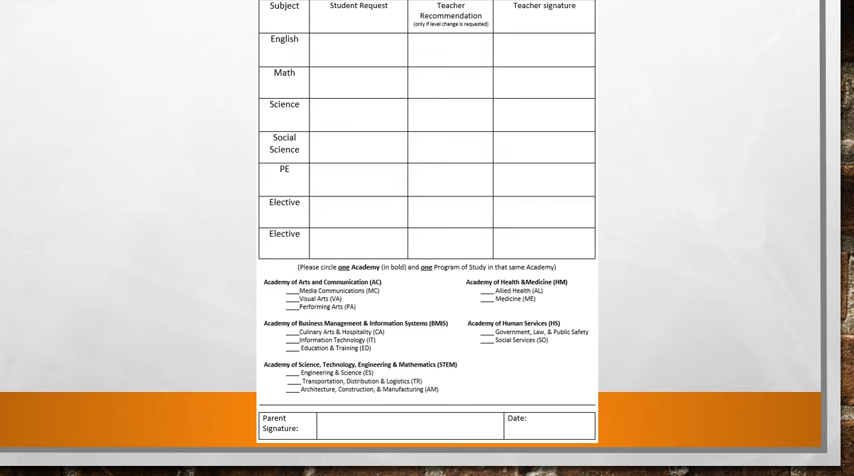 Subject Student Request Teacher Teacher signature
Recommendation
(only if level change is requested)
English
Math
Science
Social
Science
PE
Elective
Elective
(Please circle one Academy (in bold) and one Program of Study in that same Academy)
Academy of Arts and Communication (AC)
____Media Communications (MC)
____Visual Arts (VA)
____Performing Arts (PA)
Academy of Health &Medicine (HM)
____ Allied Health (AL)
____ Medicine (ME)
Academy of Business Management & Information Systems (BMIS)
____Culinary Arts & Hospitality (CA)
____Information Technology (IT)
____ Education & Training (ED)
Academy of Human Services (HS)
____ Government, Law, & Public Safety
____ Social Services (SO)
Academy of Science, Technology, Engineering & Mathematics (STEM)
____ Engineering & Science (ES)
____ Transportation, Distribution & Logistics (TR)
____ Architecture, Construction, & Manufacturing (AM)
Parent
Signature:
Date: